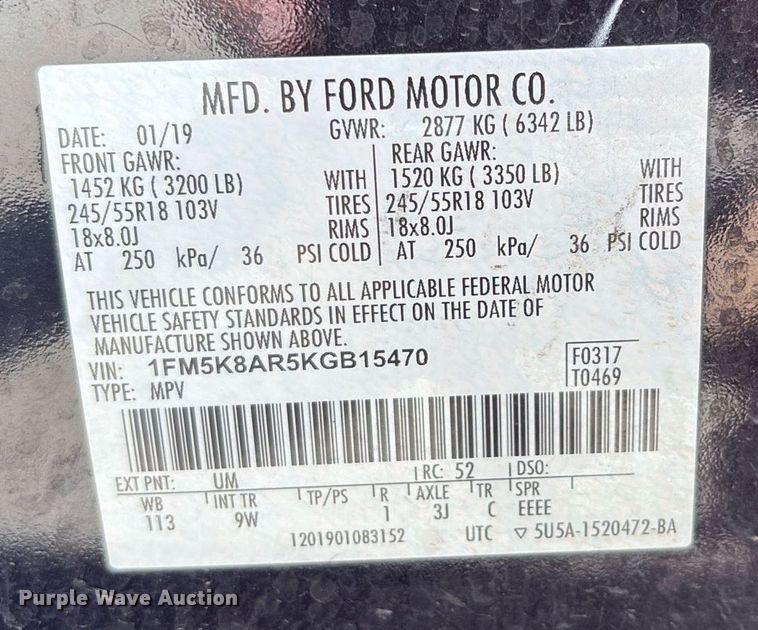 MFD. BY FORD MOTOR CO.
DATE: 01/19 GVWR: 2877 KG ( 6342 LB)
FRONT GAWR: REAR GAWR:
1452 KG ( 3200 LB) WITH 1520 KG ( 3350 LB) WITH
245/55R18 103V TIRES 245/55R18 103V TIRES
18x8.0J RIMS 18x8.0J RIMS
AT 250 kPa/ 36 PSI COLD AT 250 kPa/ 36 PSI COLD
THIS VEHICLE CONFORMS TO ALL APPLICABLE FEDERAL MOTOR
VEHICLE SAFETY STANDARDS IN EFFECT ON THE DATE OF
MANUFACTURE SHOWN ABOVE.
VIN: 1FM5K8AR5KGB15470 F0317
TYPE: MPV T0469
EXT PNT: UM RC: 52 DSO:
WB INT TR TP/PS R AXLE TR SPR
113 9W 1 3J C EEEE
1201901083152 UTC ▽ 5U5A-1520472-BA
Purple Wave Auction